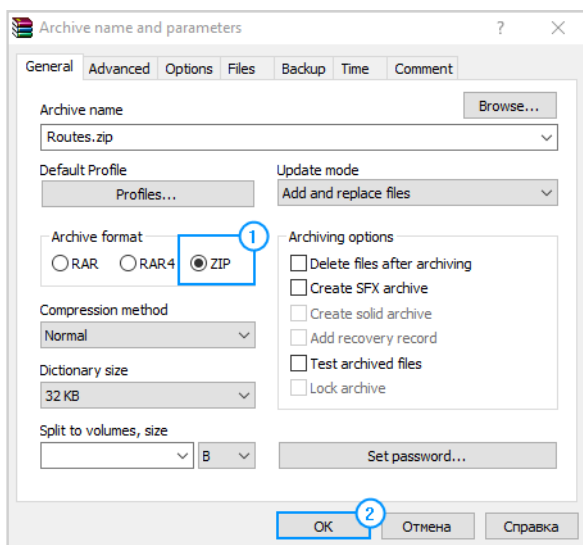 Archive name and parameters
General Advanced Options Files Backup Time Comment
Archive name
Browse...
Routes.zip
Default Profile
Update mode
Profiles...
Add and replace files
Archive format
1
Archiving options
RAR RAR4 ZIP
Delete files after archiving
Create SFX archive
Compression method
Create solid archive
Normal
Add recovery record
Dictionary size
Test archived files
32 KB
Lock archive
Split to volumes, size
B
Set password...
2
OK Отмена Справка